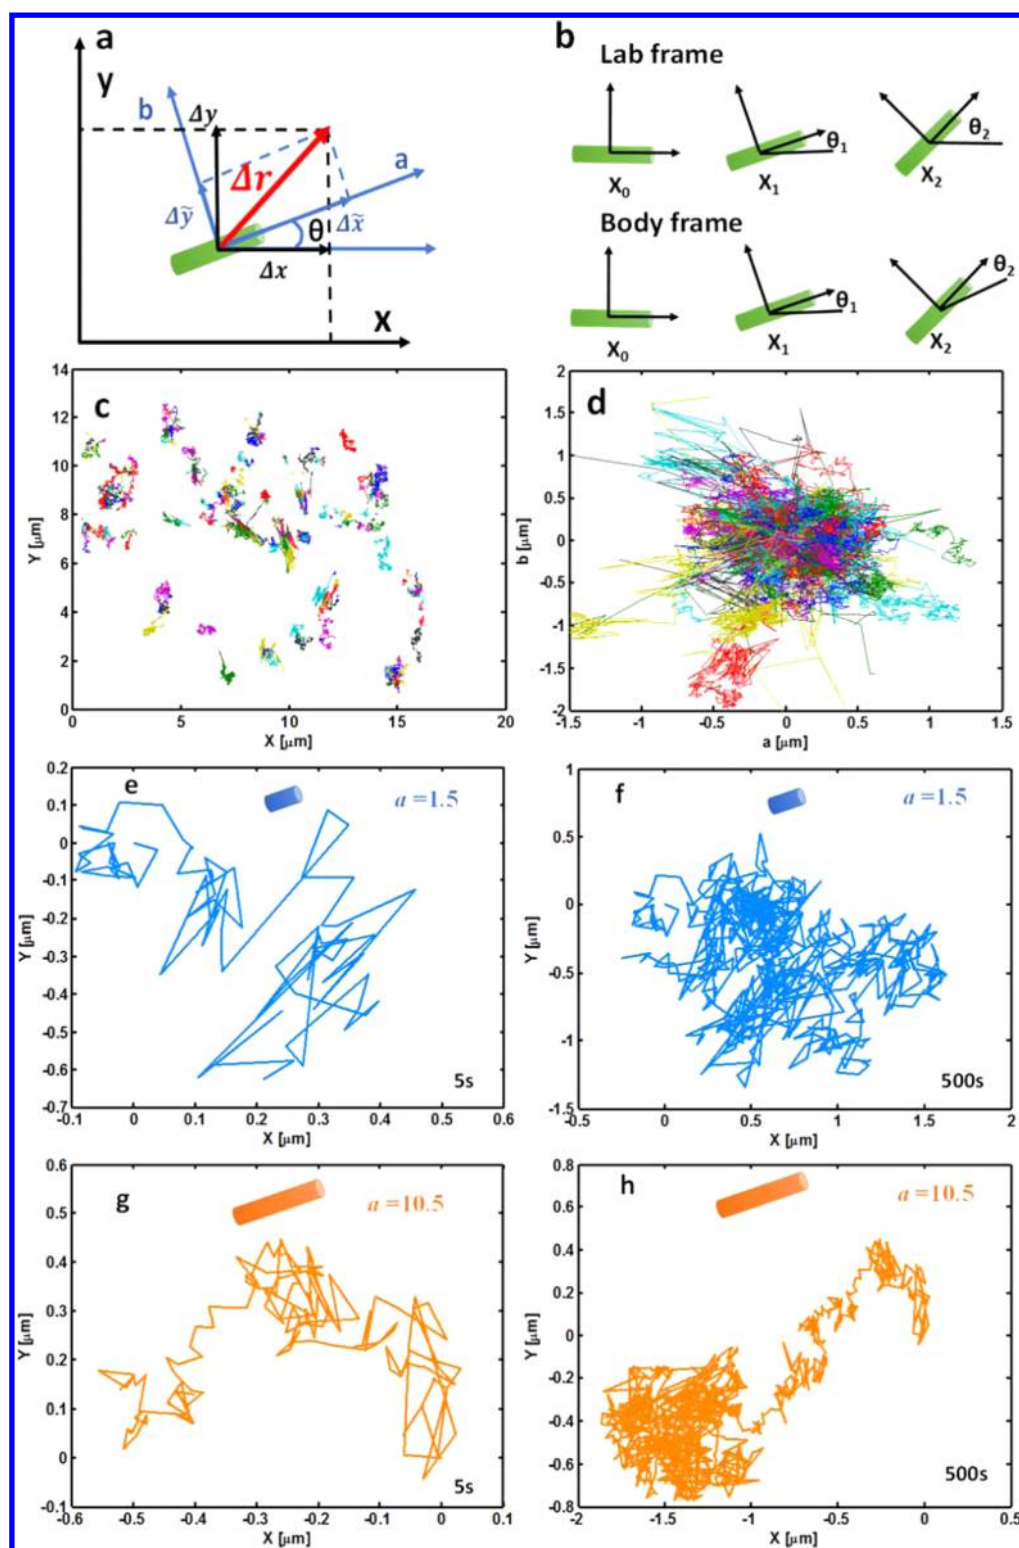 a
y
b
Δy
a
Δr
Δỹ
Δx̃
θ
Δx
X
b
Lab frame
θ₁
θ₂
X₀
X₁
X₂
Body frame
θ₁
θ₂
X₀
X₁
X₂
c
14
12
10
8
6
4
2
0
Y [μm]
0 5 10 15 20
X [μm]
d
2
1.5
1
0.5
0
-0.5
-1
-1.5
-2
b [μm]
-1.5 -1 -0.5 0 0.5 1 1.5
a [μm]
e
a =1.5
0.2
0.1
0
-0.1
-0.2
-0.3
-0.4
-0.5
-0.6
-0.7
Y [μm]
5s
-0.1 0 0.1 0.2 0.3 0.4 0.5 0.6
X [μm]
f
a =1.5
1
0.5
0
-0.5
-1
-1.5
Y [μm]
500s
-0.5 0 0.5 1 1.5 2
X [μm]
g
a =10.5
0.6
0.5
0.4
0.3
0.2
0.1
0
-0.1
Y [μm]
5s
-0.6 -0.5 -0.4 -0.3 -0.2 -0.1 0 0.1
X [μm]
h
a =10.5
0.8
0.6
0.4
0.2
0
-0.2
-0.4
-0.6
-0.8
Y [μm]
500s
-2 -1.5 -1 -0.5 0 0.5
X [μm]